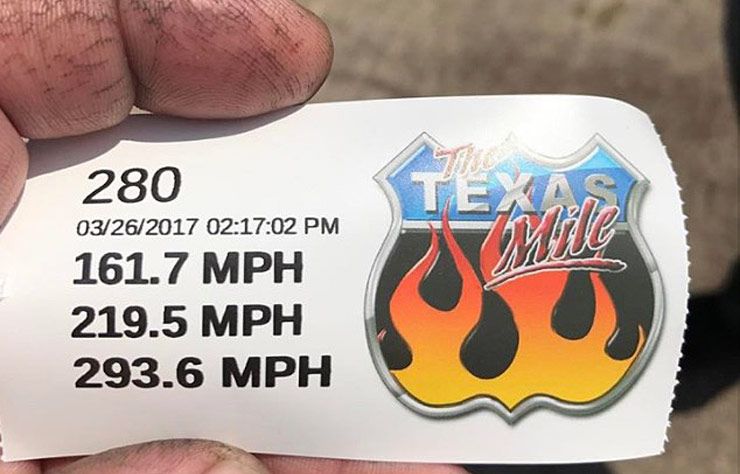 280
03/26/2017 02:17:02 PM
161.7 MPH
219.5 MPH
293.6 MPH
The
TEXAS
Mile